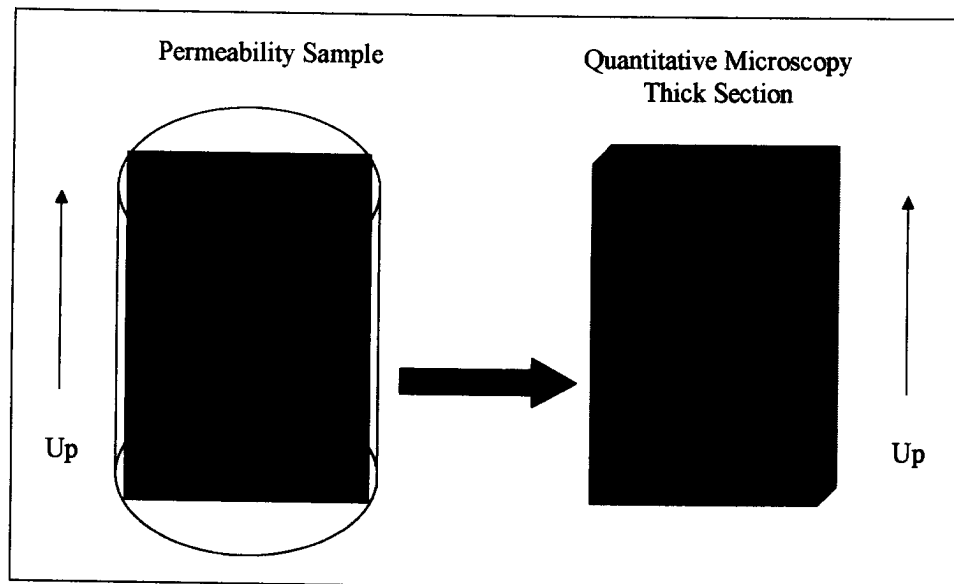 Permeability Sample
Quantitative Microscopy
Thick Section
Up
Up